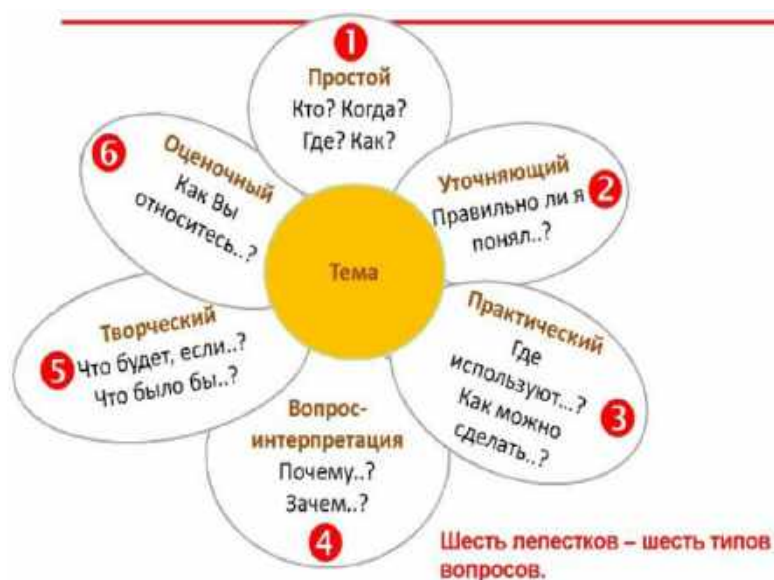 1
Простой
Кто? Когда?
Где? Как?
2
Уточняющий
Правильно ли я
понял..?
3
Практический
Где
используют...?
Как можно
сделать..?
4
Вопрос-
интерпретация
Почему..?
Зачем..?
5
Творческий
Что будет, если..?
Что было бы..?
6
Оценочный
Как Вы
относитесь..?
Тема
Шесть лепестков – шесть типов
вопросов.